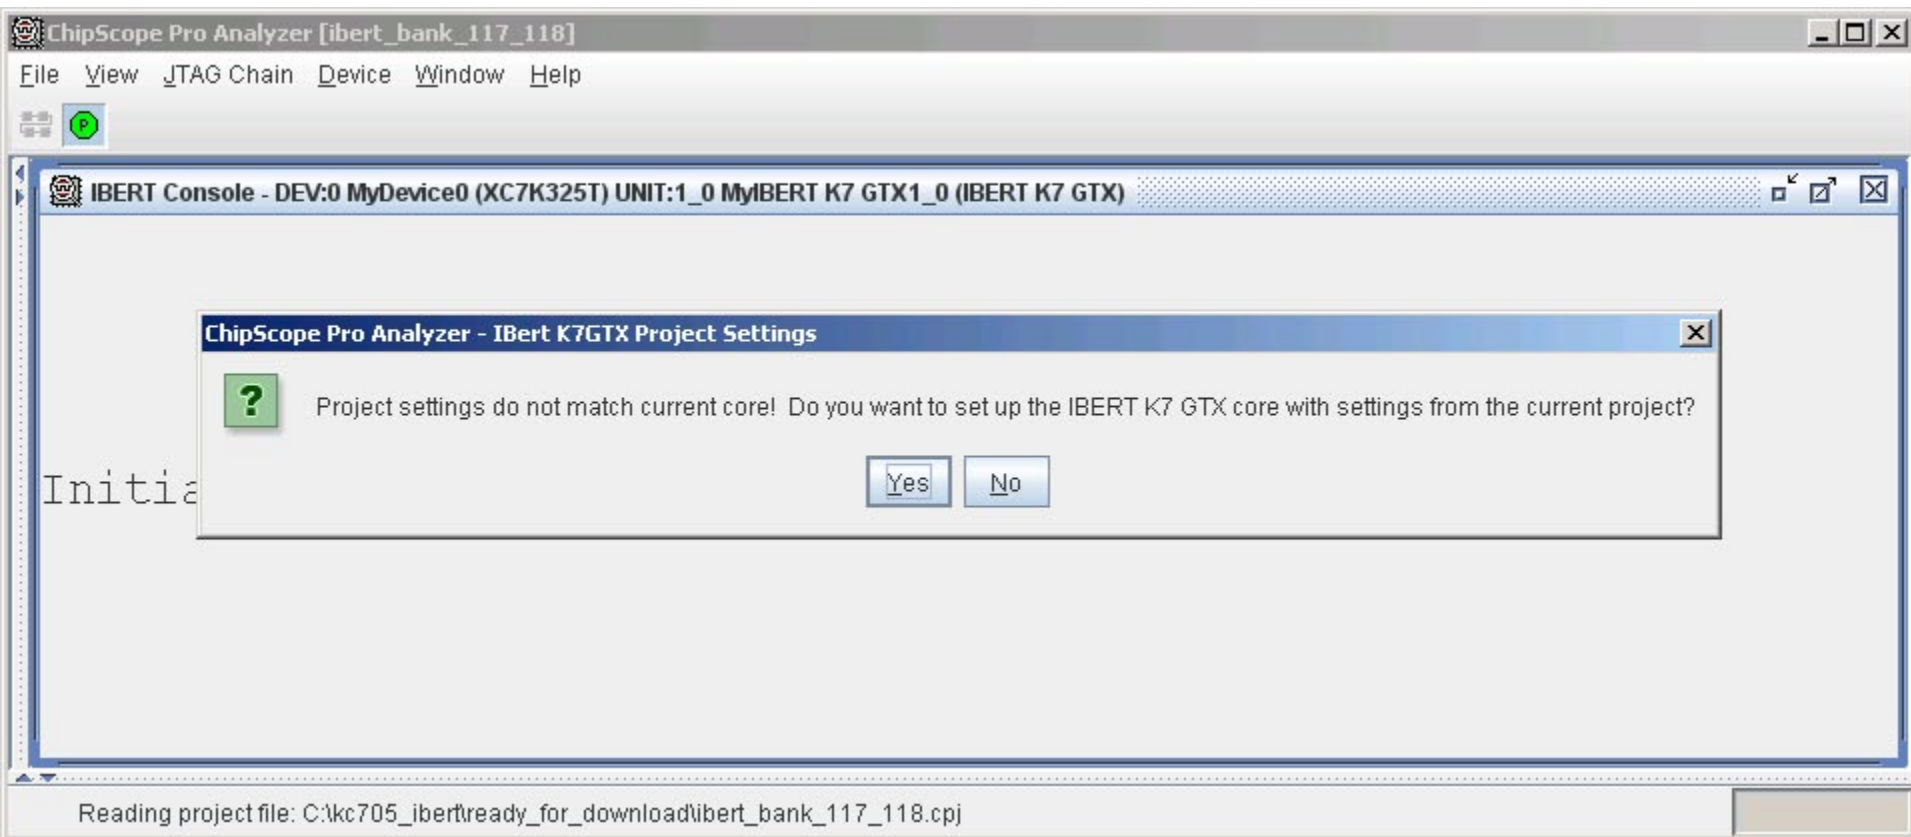 ChipScope Pro Analyzer [ibert_bank_117_118]
File View JTAG Chain Device Window Help
P
IBERT Console - DEV:0 MyDevice0 (XC7K325T) UNIT:1_0 MyIBERT K7 GTX1_0 (IBERT K7 GTX)
ChipScope Pro Analyzer - IBert K7GTX Project Settings
? Project settings do not match current core! Do you want to set up the IBERT K7 GTX core with settings from the current project?
Initia
Yes No
Reading project file: C:\kc705_ibert\ready_for_download\ibert_bank_117_118.cpj